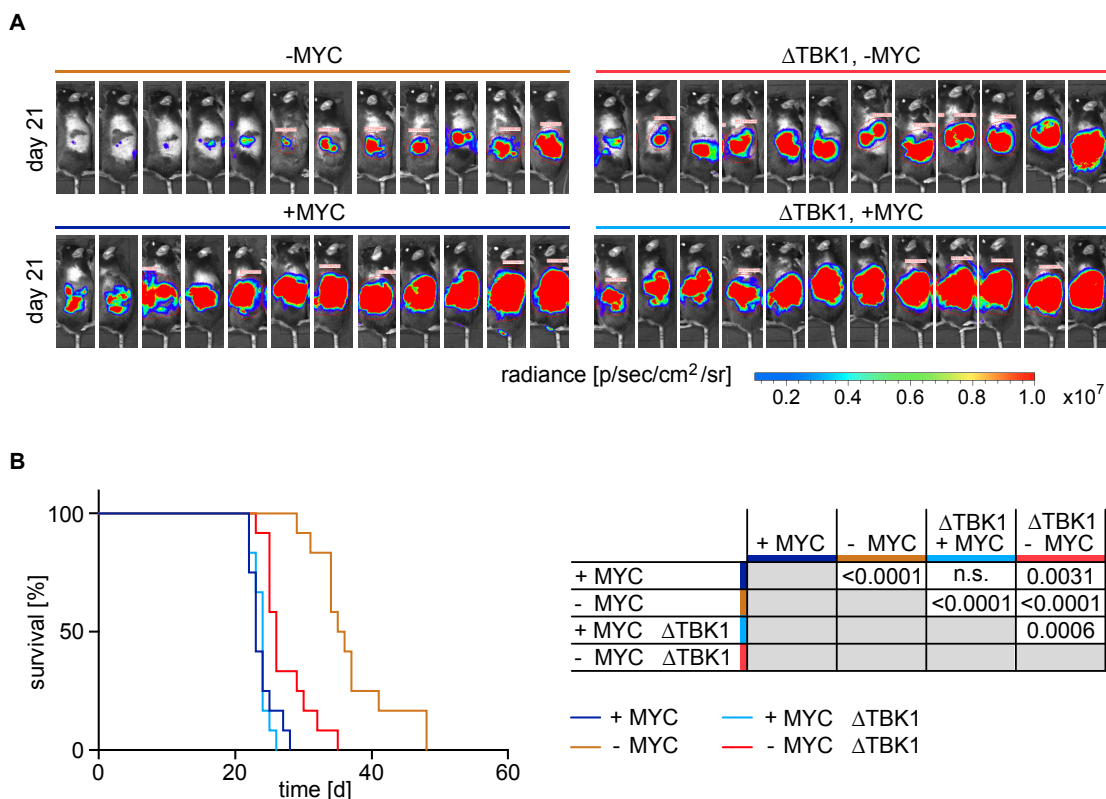 A
-MYC
ΔTBK1, -MYC
day 21
+MYC
ΔTBK1, +MYC
day 21
radiance [p/sec/cm²/sr]
0.2 0.4 0.6 0.8 1.0 x10⁷
B
100
50
0
survival [%]
0 20 40 60
time [d]
+ MYC - MYC ΔTBK1 + MYC ΔTBK1 - MYC
+ MYC <0.0001 n.s. 0.0031
- MYC <0.0001 <0.0001
+ MYC ΔTBK1 0.0006
- MYC ΔTBK1
+ MYC + MYC ΔTBK1
- MYC - MYC ΔTBK1